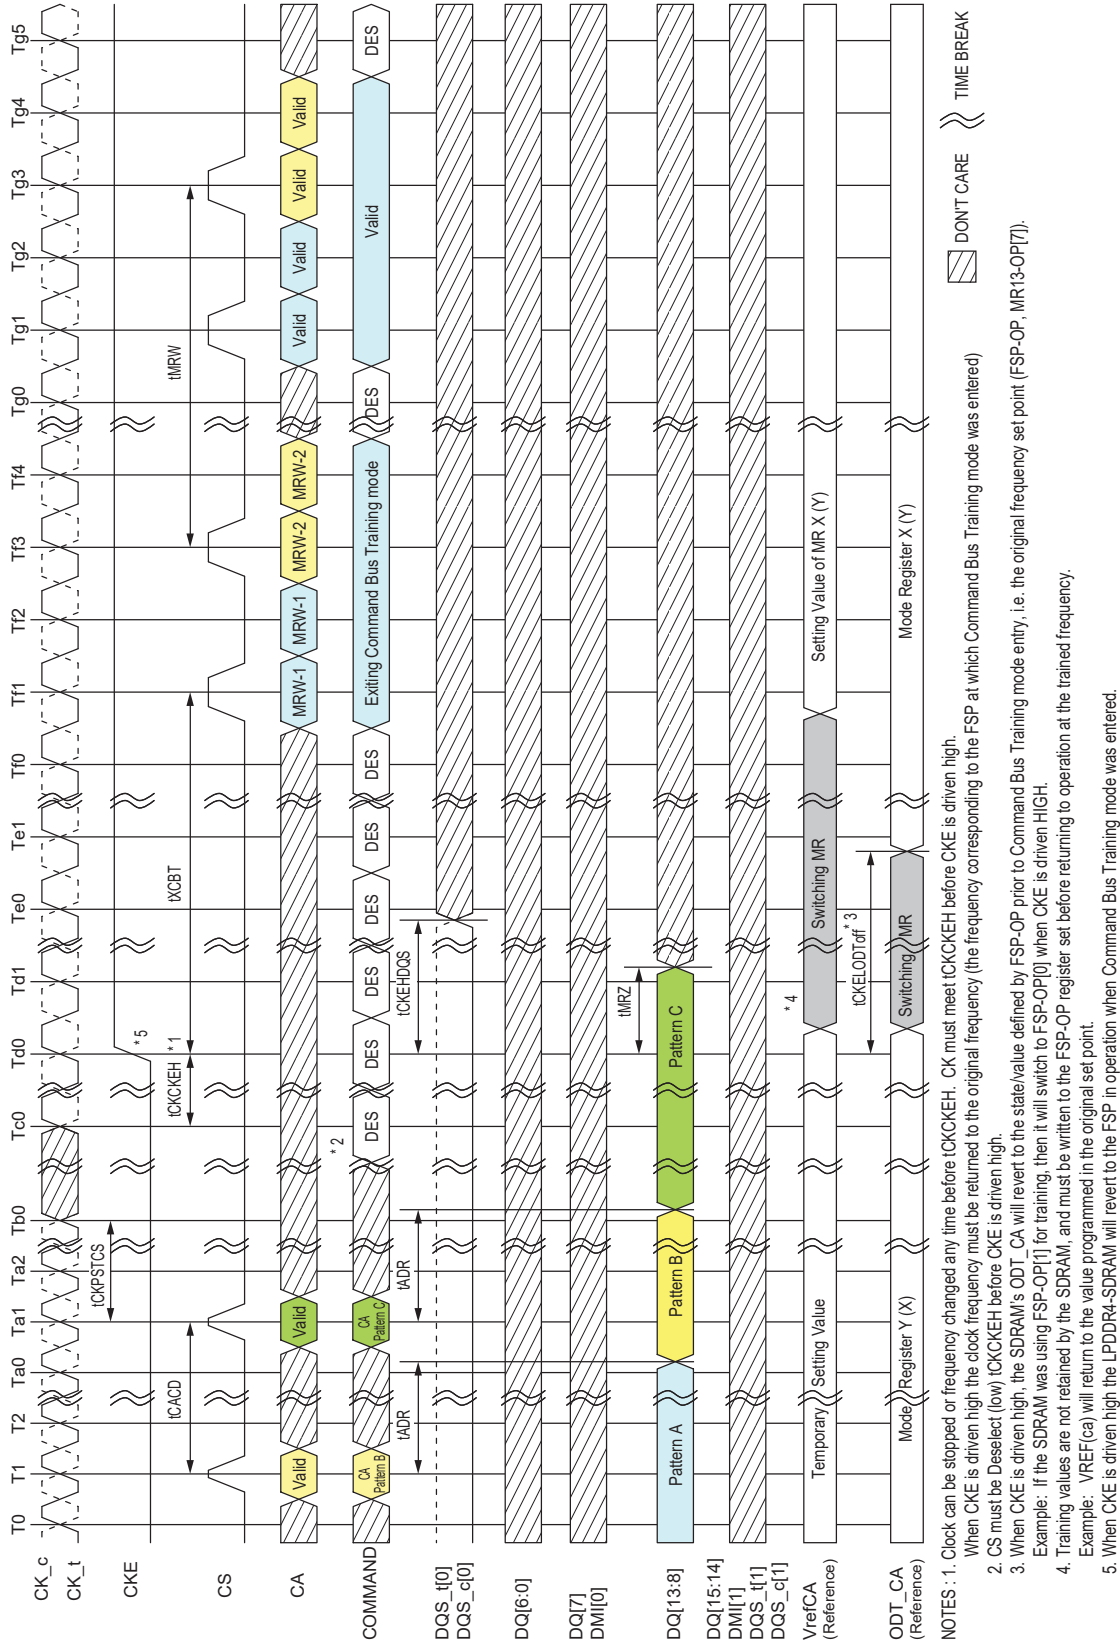 T0 T1 T2 Ta0 Ta1 Ta2 Tb0 Tc0 Td0 Td1 Te0 Te1 Tf0 Tf1 Tf2 Tf3 Tf4 Tg0 Tg1 Tg2 Tg3 Tg4 Tg5
CK_c
CK_t
tCKPSTCS
CKE
* 5
tCKCKEH * 1
tXCBT
tMRW
tCACD
CS
CA
Valid Valid MRW-1 MRW-1 MRW-2 MRW-2 Valid Valid Valid Valid
* 2
COMMAND
CA Pattern B
CA Pattern C
DES DES DES DES DES DES Exiting Command Bus Training mode DES Valid DES
tADR tADR tCKEHDQS
DQS_t[0]
DQS_c[0]
DQ[6:0]
DQ[7]
DMI[0]
tMRZ
DQ[13:8]
Pattern A Pattern B Pattern C
DQ[15:14]
DMI[1]
DQS_t[1]
DQS_c[1]
* 4
VrefCA
(Reference)
Temporary Setting Value Switching MR Setting Value of MR X (Y)
tCKELODToff * 3
ODT_CA
(Reference)
Mode Register Y (X) Switching MR Mode Register X (Y)
DON'T CARE TIME BREAK
NOTES : 1. Clock can be stopped or frequency changed any time before tCKCKEH. CK must meet tCKCKEH before CKE is driven high.
When CKE is driven high the clock frequency must be returned to the original frequency (the frequency corresponding to the FSP at which Command Bus Training mode was entered)
2. CS must be Deselect (low) tCKCKEH before CKE is driven high.
3. When CKE is driven high, the SDRAM's ODT_CA will revert to the state/value defined by FSP-OP prior to Command Bus Training mode entry, i.e. the original frequency set point (FSP-OP, MR13-OP[7]).
Example: If the SDRAM was using FSP-OP[1] for training, then it will switch to FSP-OP[0] when CKE is driven HIGH.
4. Training values are not retained by the SDRAM, and must be written to the FSP-OP register set before returning to operation at the trained frequency.
Example: VREF(ca) will return to the value programmed in the original set point.
5. When CKE is driven high the LPDDR4-SDRAM will revert to the FSP in operation when Command Bus Training mode was entered.